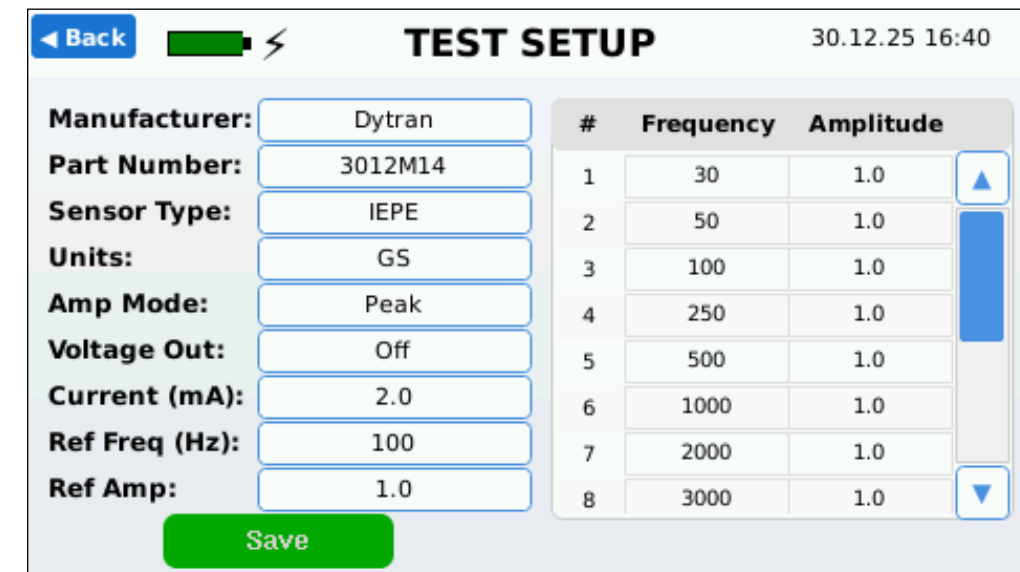 ◀ Back
TEST SETUP
30.12.25 16:40
Manufacturer: Dytran
Part Number: 3012M14
Sensor Type: IEPE
Units: GS
Amp Mode: Peak
Voltage Out: Off
Current (mA): 2.0
Ref Freq (Hz): 100
Ref Amp: 1.0
Save
# Frequency Amplitude
1 30 1.0
2 50 1.0
3 100 1.0
4 250 1.0
5 500 1.0
6 1000 1.0
7 2000 1.0
8 3000 1.0